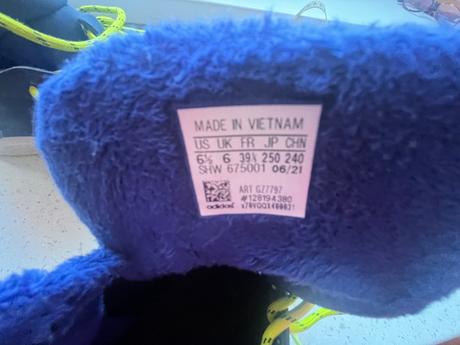 MADE IN VIETNAM
US UK FR JP CHN
6½ 6 39⅓ 250 240
SHW 675001 06/21
ART GZ7797
#128194380
adidas